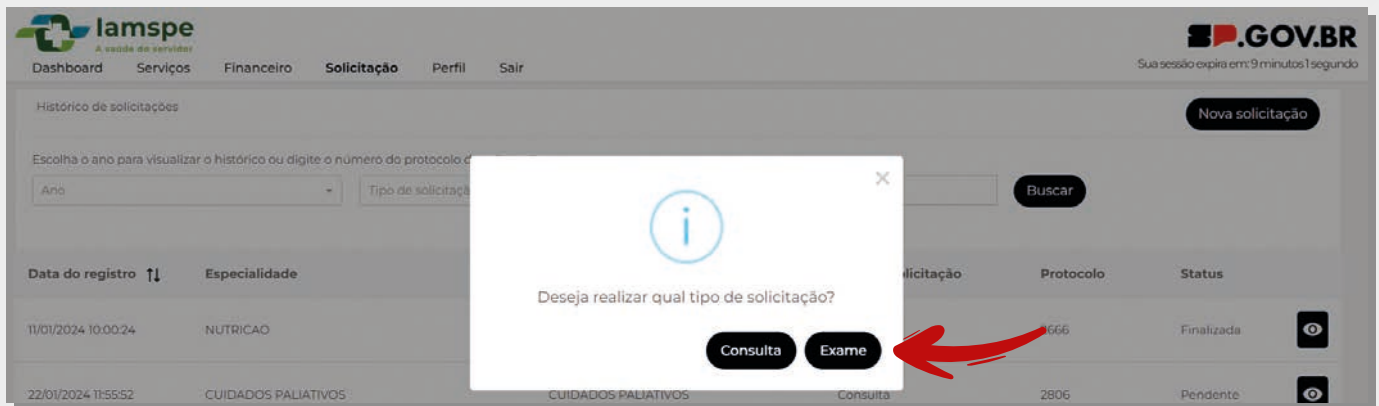 Iamspe
A saúde do servidor
SP.GOV.BR
Dashboard Serviços Financeiro Solicitação Perfil Sair
Sua sessão expira em: 9 minutos 1 segundo
Histórico de solicitações
Nova solicitação
Escolha o ano para visualizar o histórico ou digite o número do protocolo
Ano
Tipo de solicitaçã
Buscar
Deseja realizar qual tipo de solicitação?
Consulta Exame
Data do registro Especialidade licitação Protocolo Status
11/01/2024 10:00:24 NUTRICAO 666 Finalizada
22/01/2024 11:55:52 CUIDADOS PALIATIVOS CUIDADOS PALIATIVOS Consulta 2806 Pendente